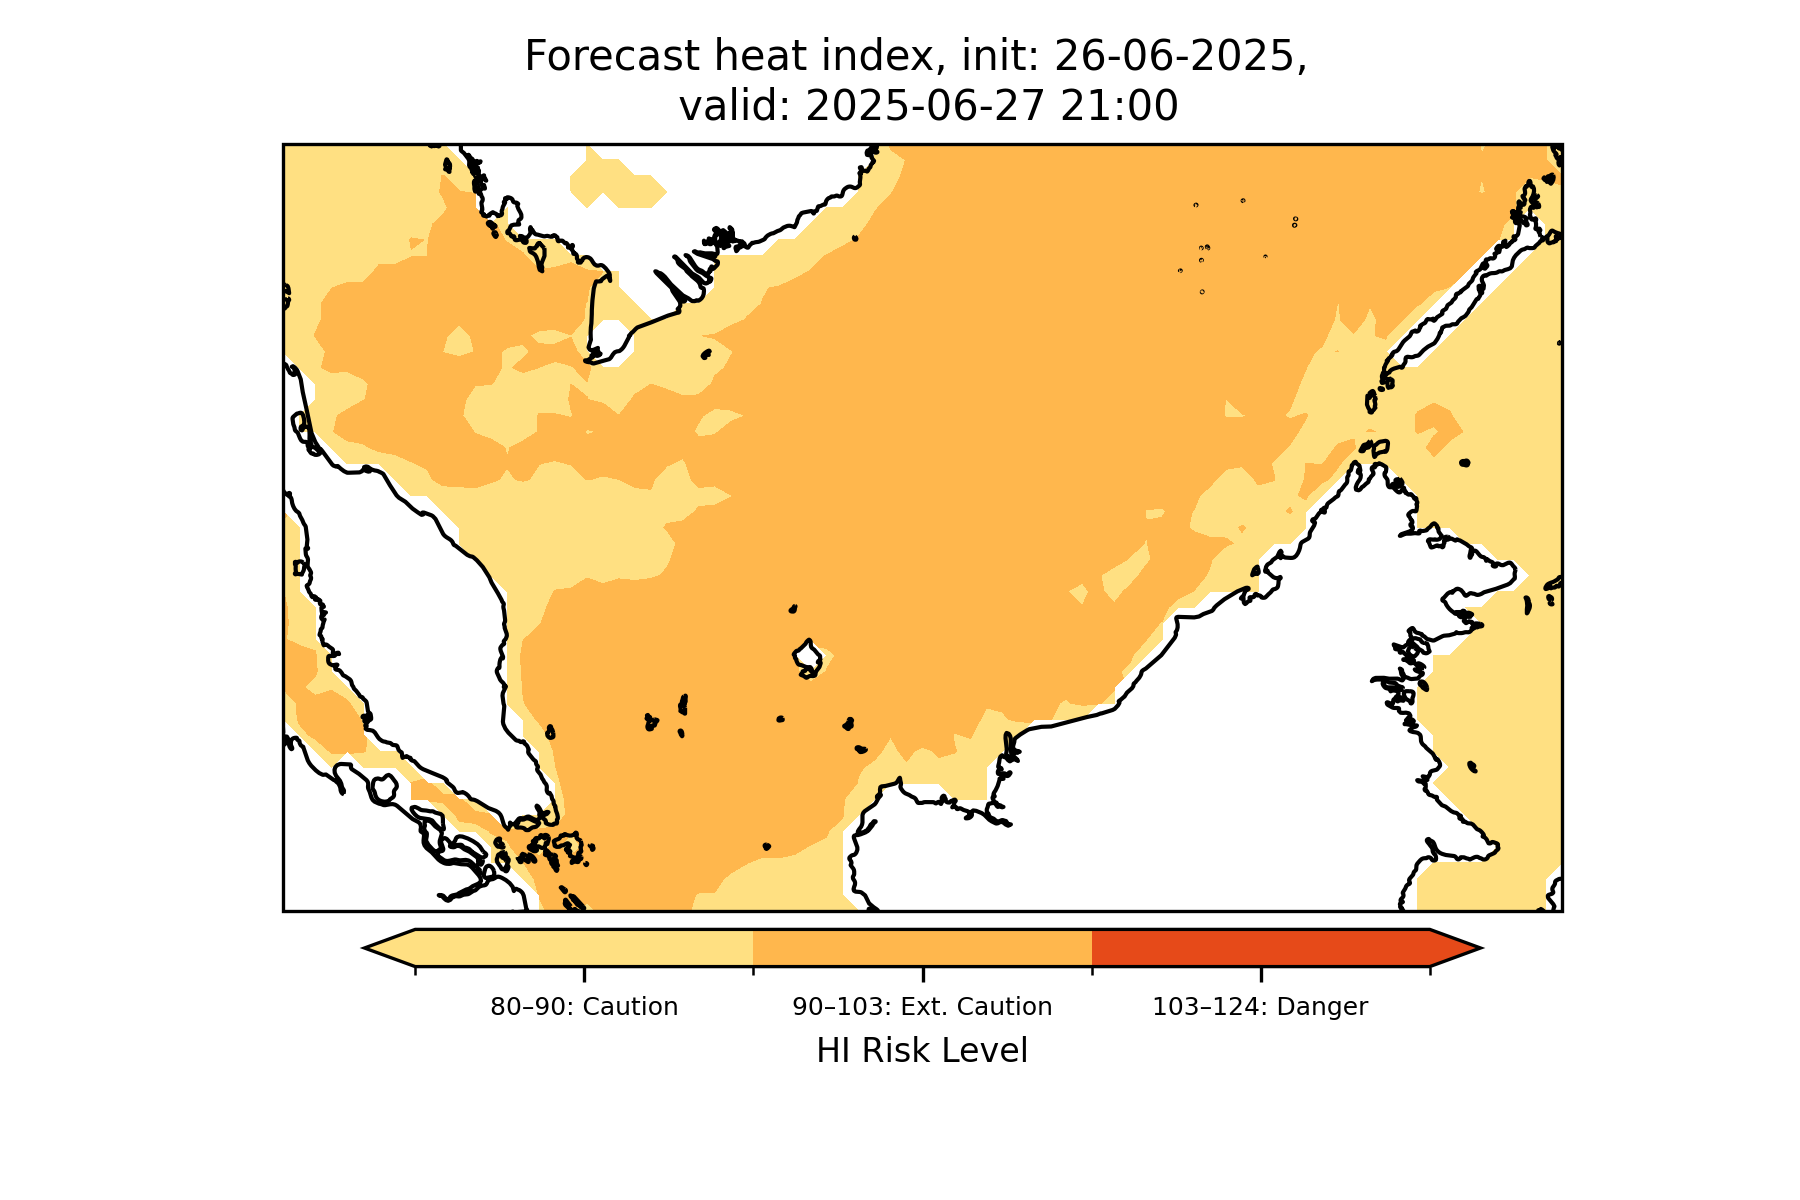 Forecast heat index, init: 26-06-2025,
valid: 2025-06-27 21:00
80–90: Caution
90–103: Ext. Caution
103–124: Danger
HI Risk Level